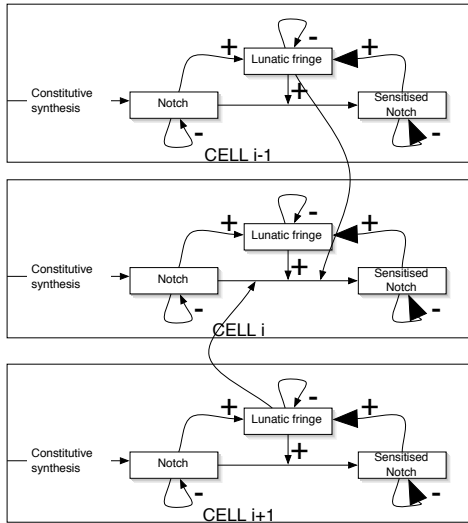 + - +
Lunatic fringe
Constitutive
synthesis
Notch
+
Sensitised
Notch
- -
CELL i-1
+ - +
Lunatic fringe
Constitutive
synthesis
Notch
+
Sensitised
Notch
- -
CELL i
+ - +
Lunatic fringe
Constitutive
synthesis
Notch
+
Sensitised
Notch
- -
CELL i+1